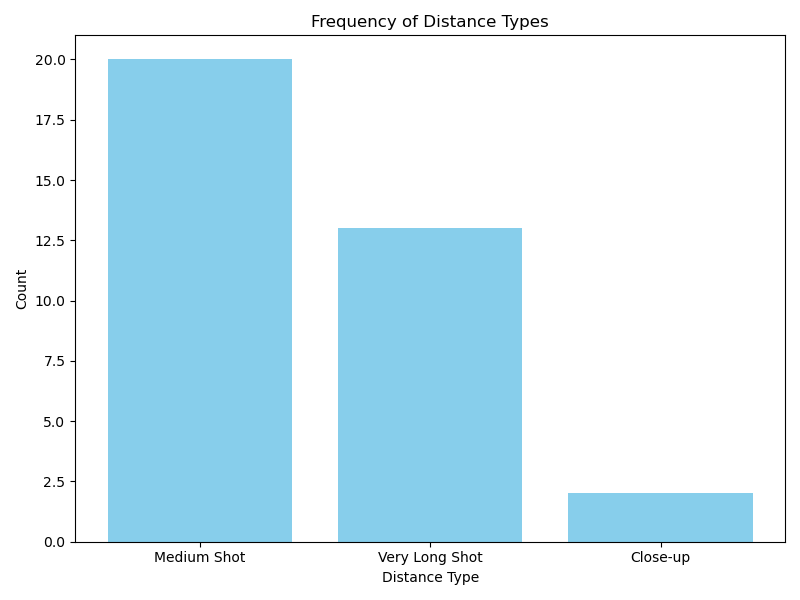 Frequency of Distance Types
20.0
17.5
15.0
12.5
10.0
7.5
5.0
2.5
0.0
Count
Medium Shot Very Long Shot Close-up
Distance Type